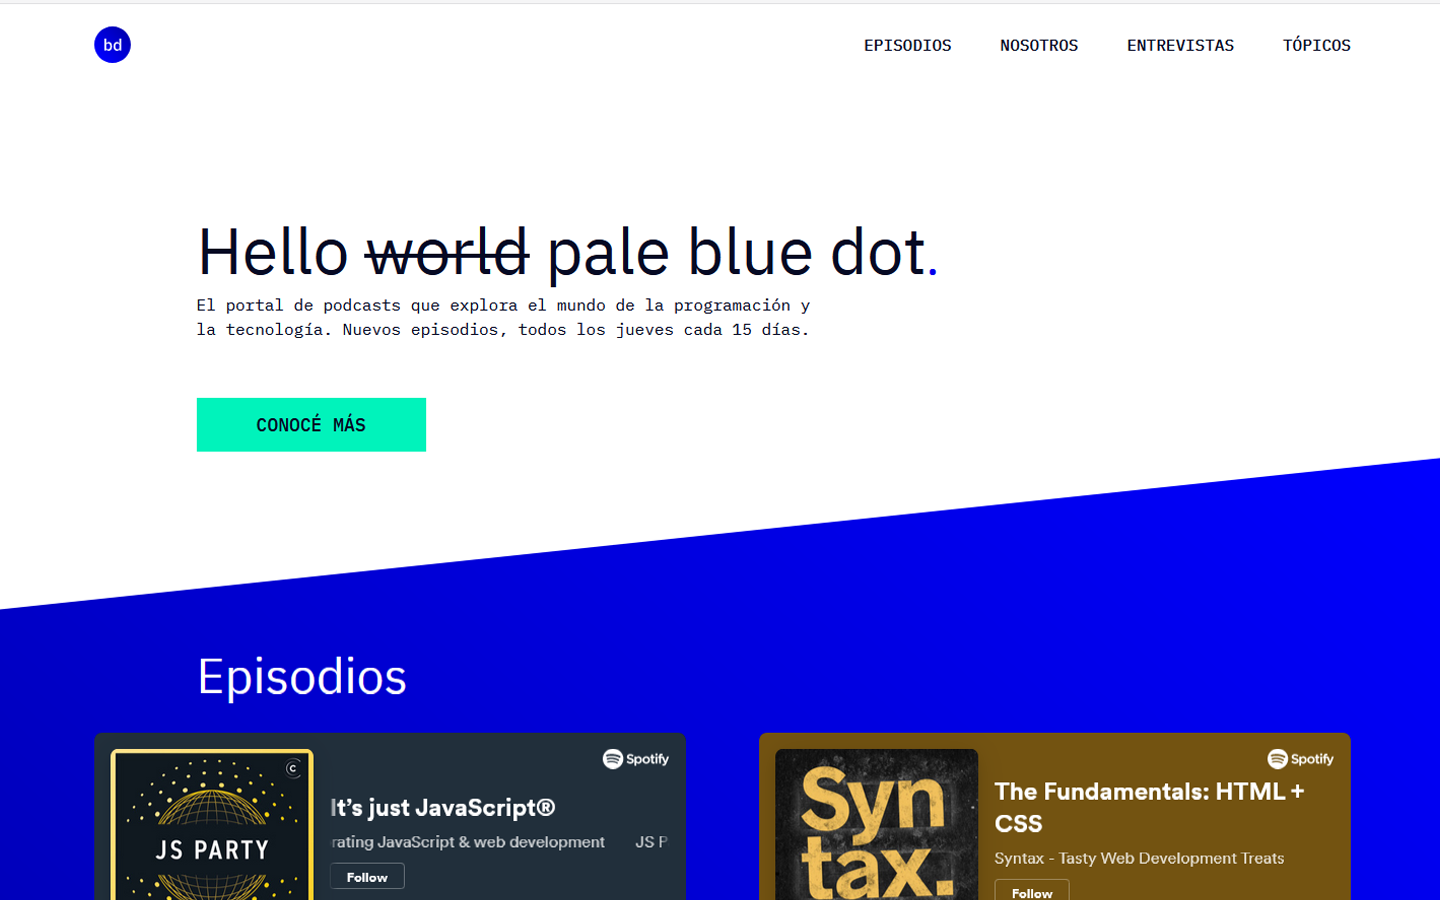 bd
EPISODIOS NOSOTROS ENTREVISTAS TÓPICOS
Hello world pale blue dot.
El portal de podcasts que explora el mundo de la programación y
la tecnología. Nuevos episodios, todos los jueves cada 15 días.
CONOCÉ MÁS
Episodios
C
JS PARTY
Spotify
It's just JavaScript®
rating JavaScript & web development JS P
Follow
Syn
tax.
Spotify
The Fundamentals: HTML +
CSS
Syntax - Tasty Web Development Treats
Follow